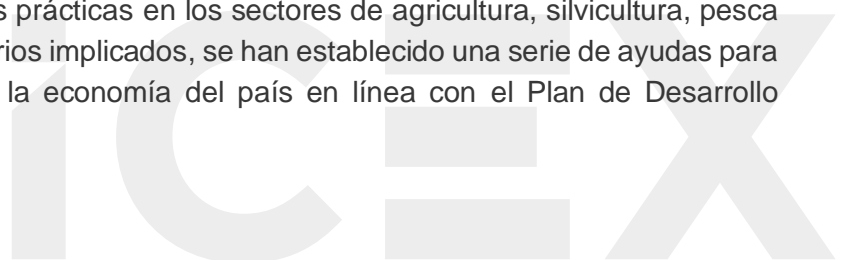 s prácticas en los sectores de agricultura, silvicultura, pesca
rios implicados, se han establecido una serie de ayudas para
la economía del país en línea con el Plan de Desarrollo
ICEX